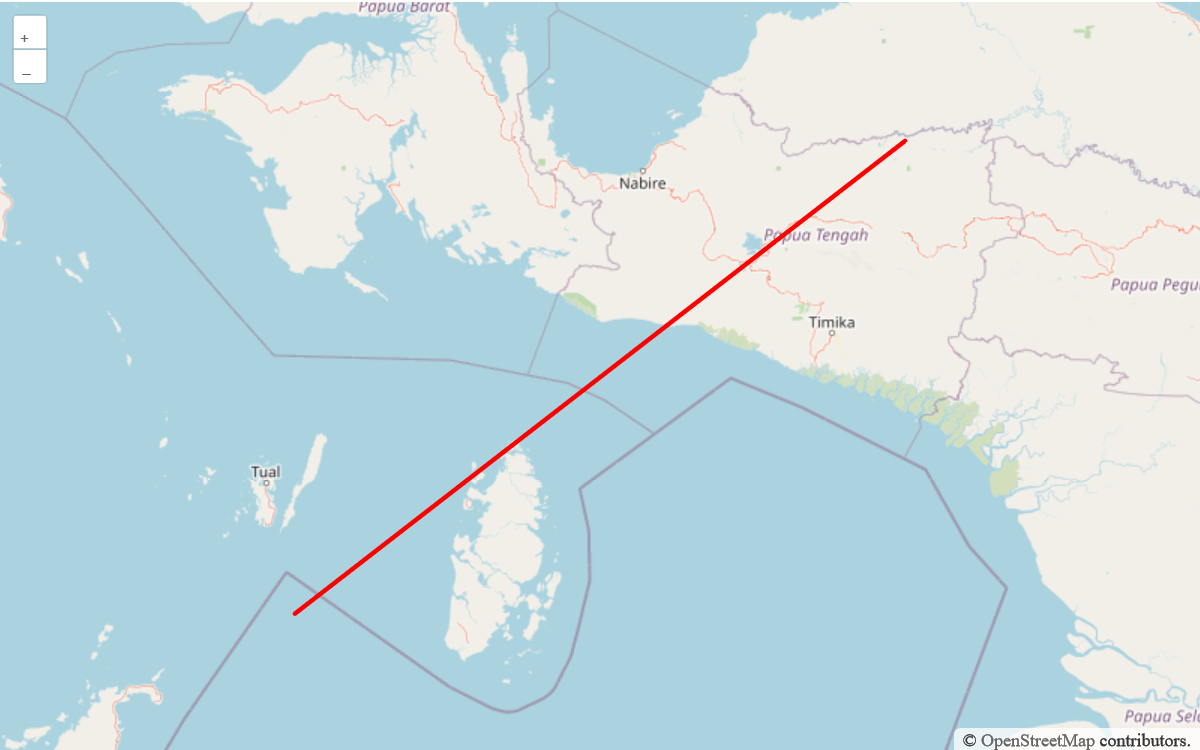 Papua Barat
+
–
Nabire
Papua Tengah
Papua Pegu
Timika
Tual
Papua Sela
© OpenStreetMap contributors.